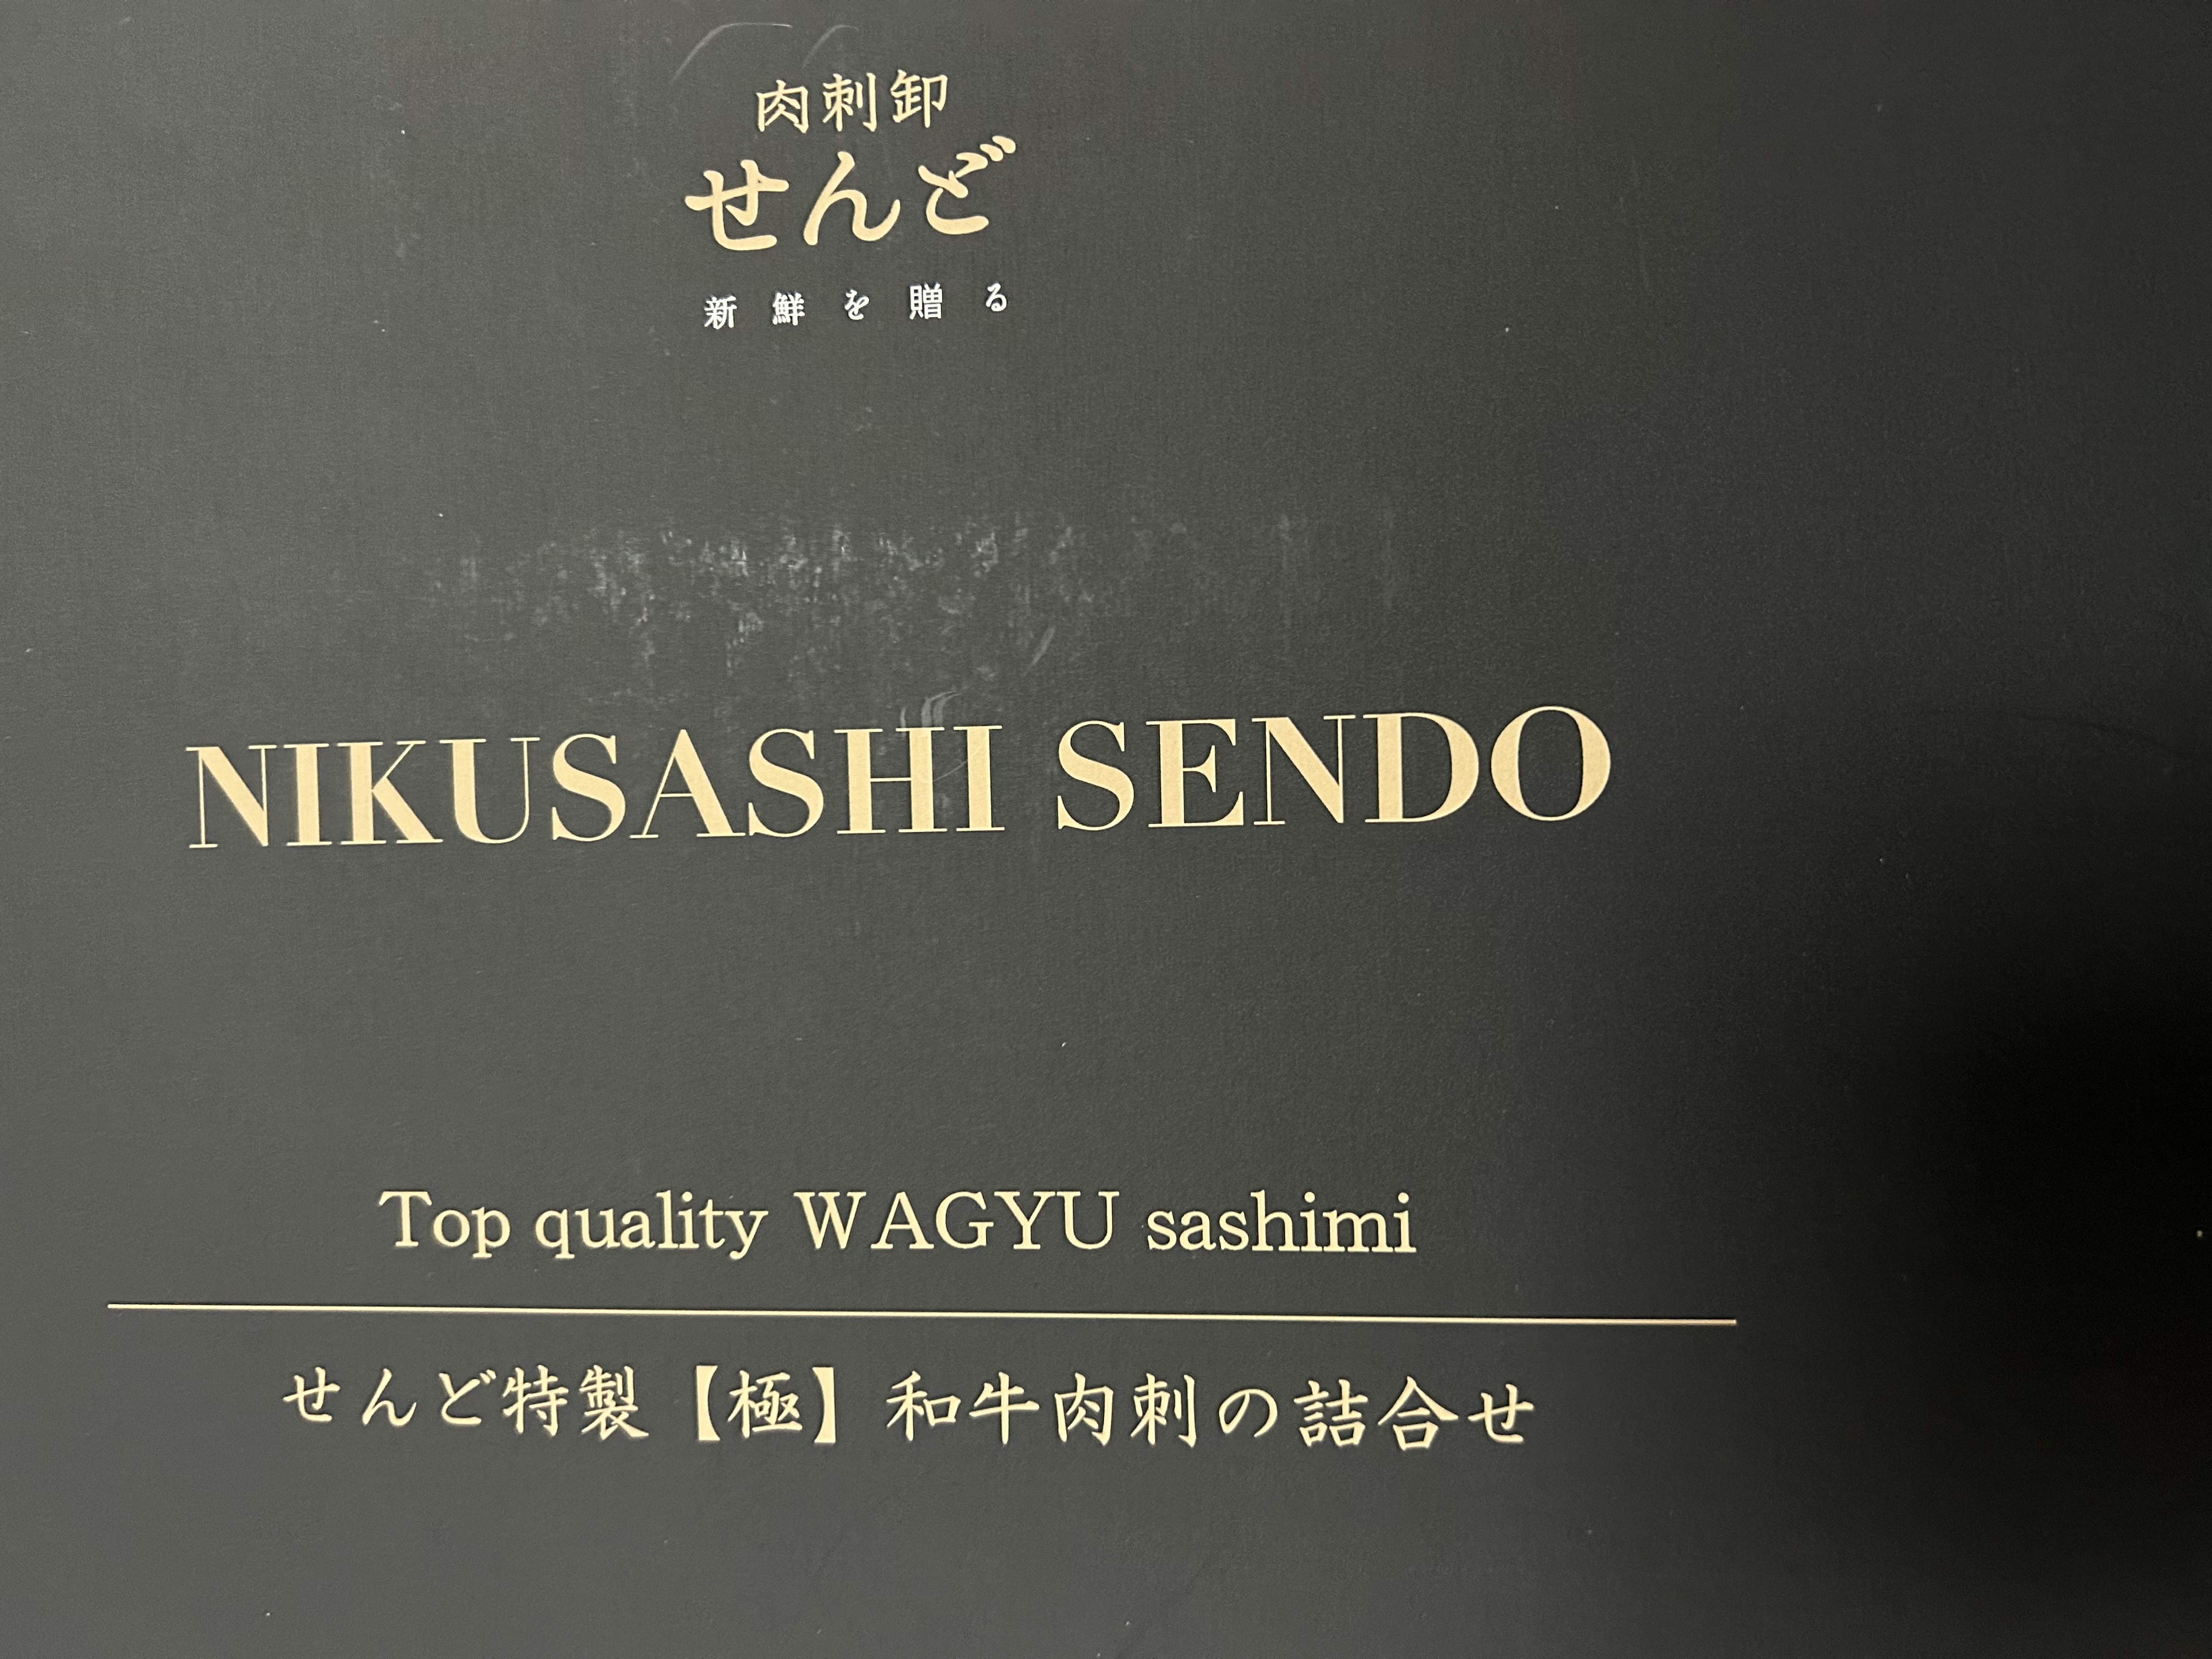 肉刺卸
せんど
新鮮を贈る
NIKUSASHI SENDO
Top quality WAGYU sashimi
せんど特製【極】和牛肉刺の詰合せ